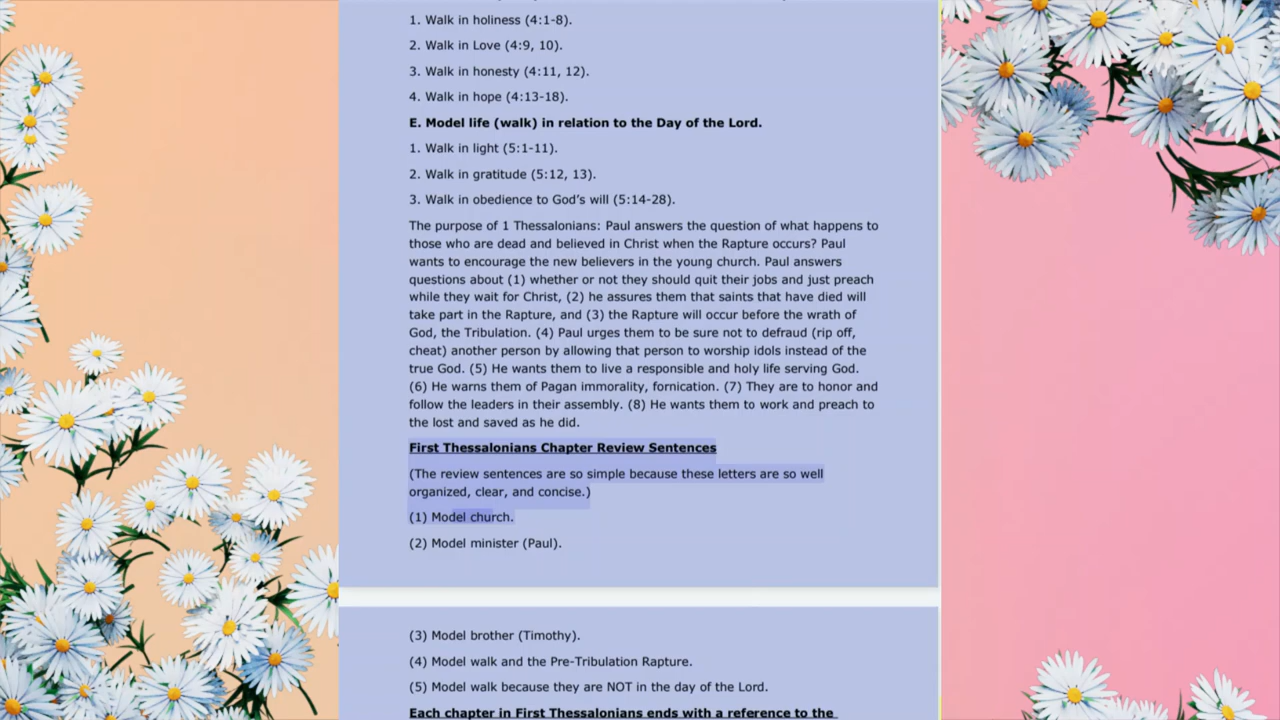 1. Walk in holiness (4:1-8).
2. Walk in Love (4:9, 10).
3. Walk in honesty (4:11, 12).
4. Walk in hope (4:13-18).
E. Model life (walk) in relation to the Day of the Lord.
1. Walk in light (5:1-11).
2. Walk in gratitude (5:12, 13).
3. Walk in obedience to God’s will (5:14-28).
The purpose of 1 Thessalonians: Paul answers the question of what happens to
those who are dead and believed in Christ when the Rapture occurs? Paul
wants to encourage the new believers in the young church. Paul answers
questions about (1) whether or not they should quit their jobs and just preach
while they wait for Christ, (2) he assures them that saints that have died will
take part in the Rapture, and (3) the Rapture will occur before the wrath of
God, the Tribulation. (4) Paul urges them to be sure not to defraud (rip off,
cheat) another person by allowing that person to worship idols instead of the
true God. (5) He wants them to live a responsible and holy life serving God.
(6) He warns them of Pagan immorality, fornication. (7) They are to honor and
follow the leaders in their assembly. (8) He wants them to work and preach to
the lost and saved as he did.
First Thessalonians Chapter Review Sentences
(The review sentences are so simple because these letters are so well
organized, clear, and concise.)
(1) Model church.
(2) Model minister (Paul).
(3) Model brother (Timothy).
(4) Model walk and the Pre-Tribulation Rapture.
(5) Model walk because they are NOT in the day of the Lord.
Each chapter in First Thessalonians ends with a reference to the